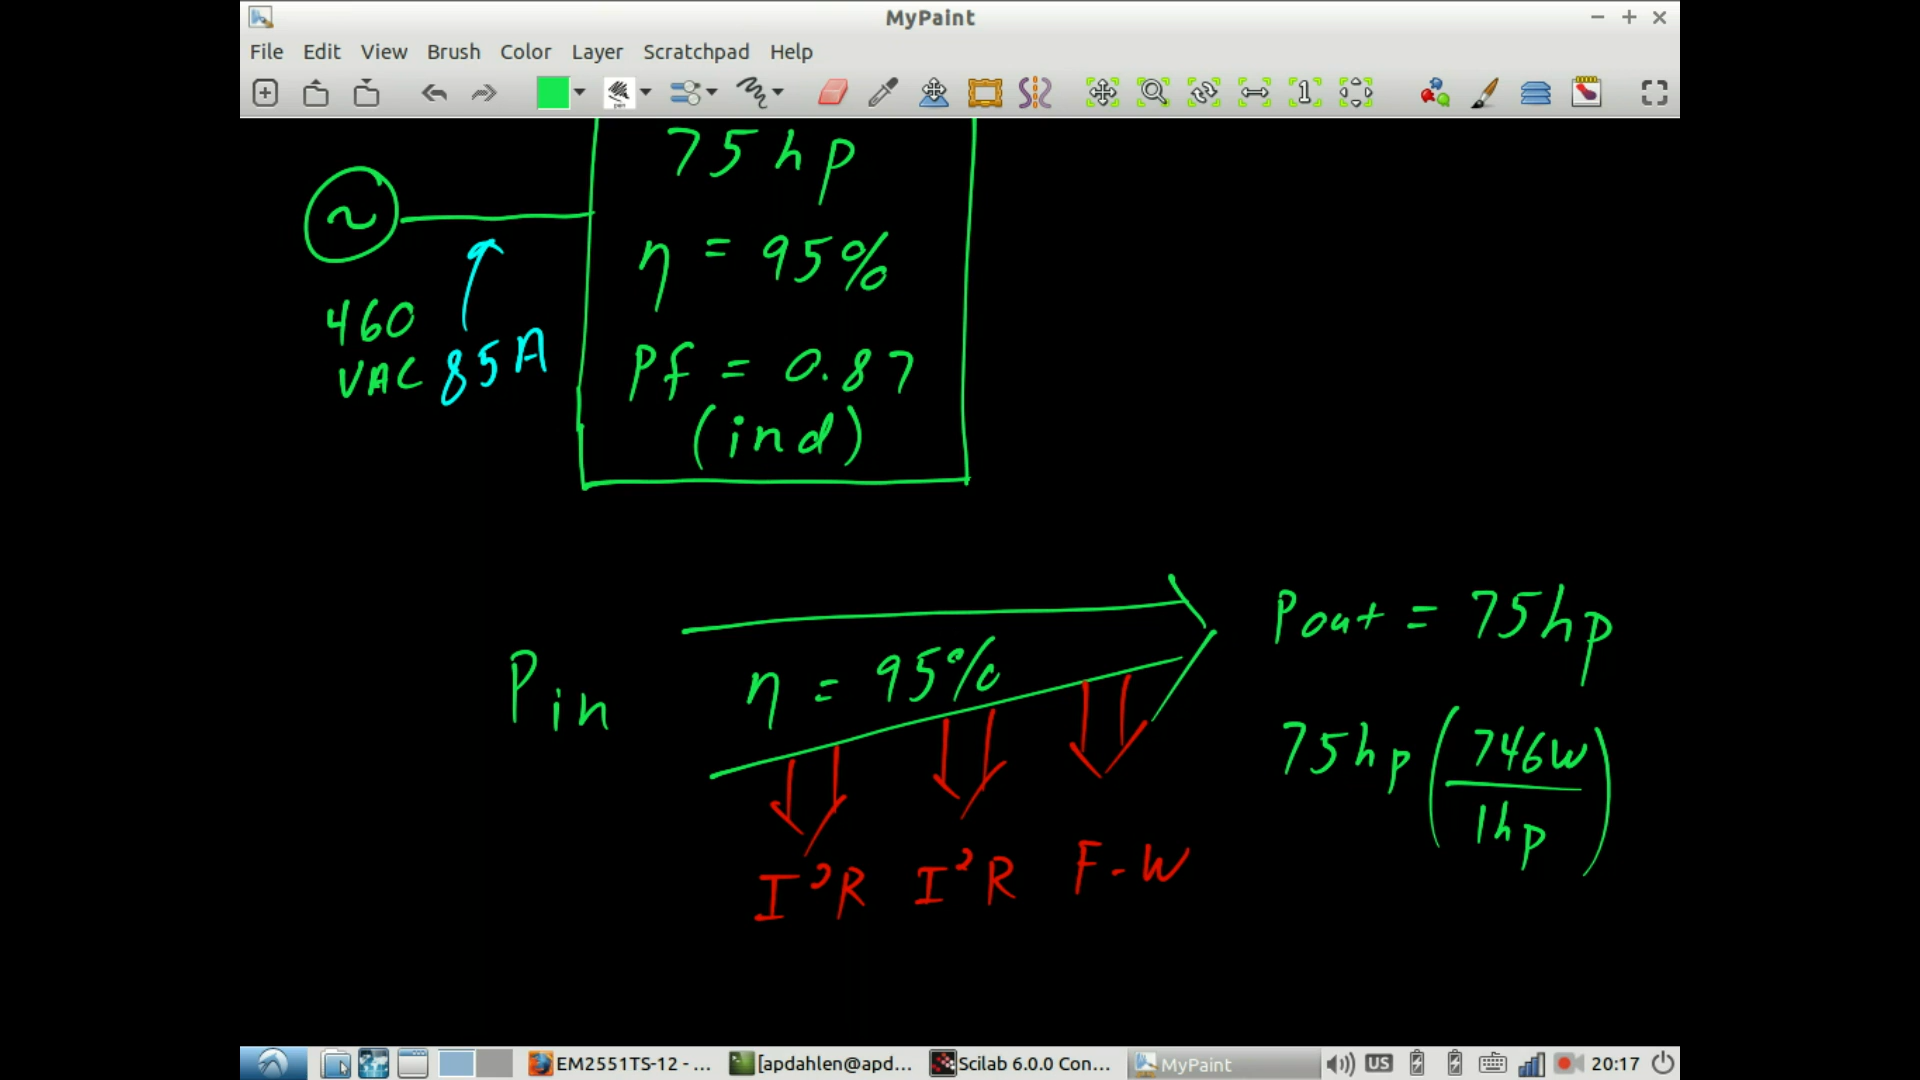 MyPaint
File Edit View Brush Color Layer Scratchpad Help
1
75hp
~
η = 95%
460
VAC
85A
Pf = 0.87
(ind)
Pin
η = 95%
Pout = 75hp
75hp (746W
1hp)
I²R I²R F-W
EM2551TS-12 - ... [apdahlen@apd... Scilab 6.0.0 Con... MyPaint US 20:17